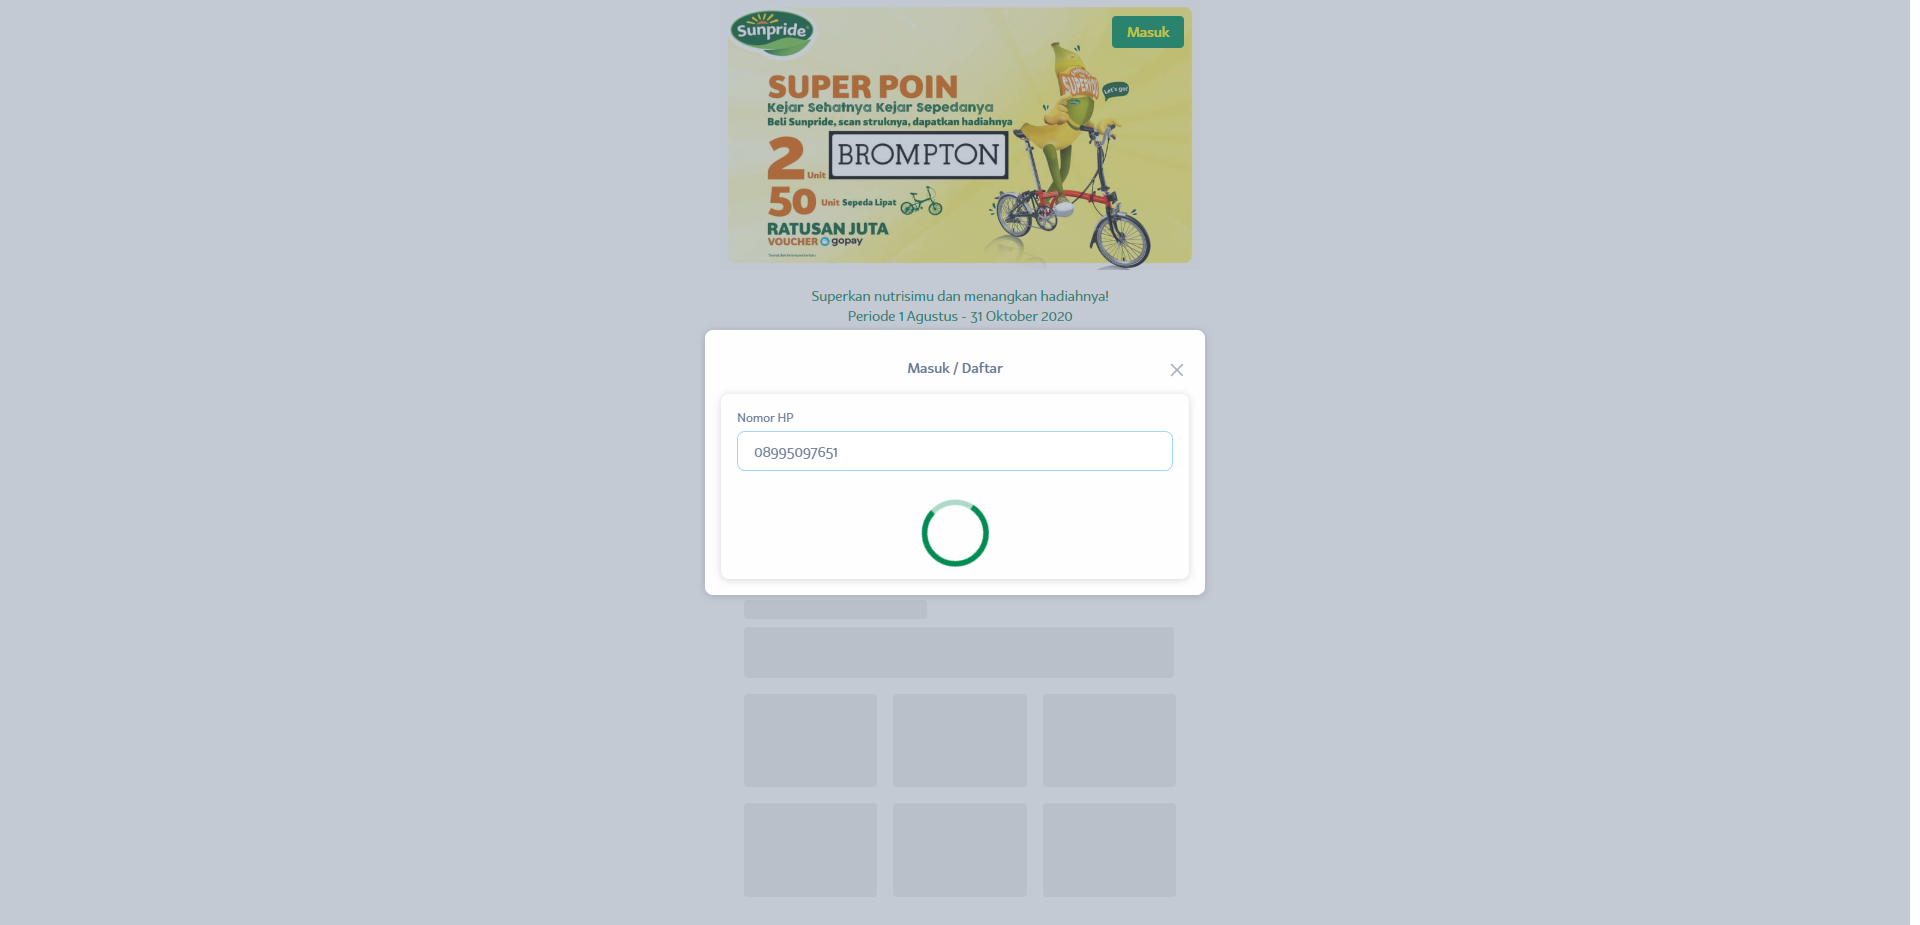 Sunpride
Masuk
SUPER POIN
Kejar Sehatnya Kejar Sepedanya
Beli Sunpride, scan struknya, dapatkan hadiahnya
2 Unit BROMPTON
50 Unit Sepeda Lipat
RATUSAN JUTA
VOUCHER gopay
SUPERYOU
Let's go!
Superkan nutrisimu dan menangkan hadiahnya!
Periode 1 Agustus - 31 Oktober 2020
Masuk / Daftar
Nomor HP
08995097651